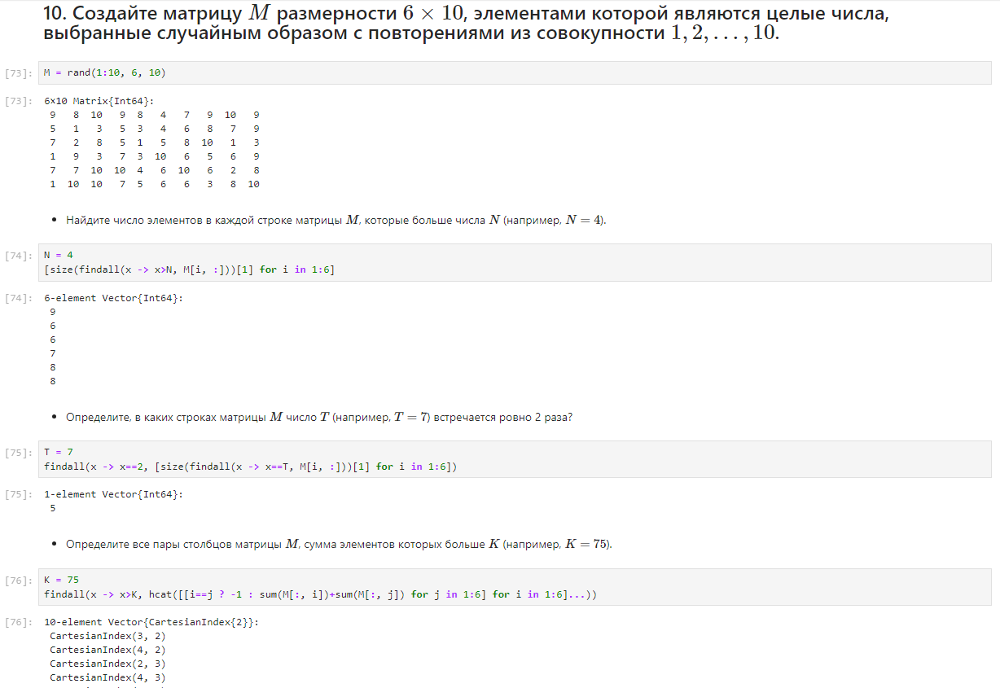 10. Создайте матрицу M размерности 6 × 10, элементами которой являются целые числа,
выбранные случайным образом с повторениями из совокупности 1, 2, . . . , 10.
[73]: M = rand(1:10, 6, 10)
[73]: 6×10 Matrix{Int64}:
9 8 10 9 8 4 7 9 10 9
5 1 3 5 3 4 6 8 7 9
7 2 8 5 1 5 8 10 1 3
1 9 3 7 3 10 6 5 6 9
7 7 10 10 4 6 10 6 2 8
1 10 10 7 5 6 6 3 8 10
• Найдите число элементов в каждой строке матрицы M, которые больше числа N (например, N = 4).
[74]: N = 4
[size(findall(x -> x>N, M[i, :]))[1] for i in 1:6]
[74]: 6-element Vector{Int64}:
9
6
6
7
8
8
• Определите, в каких строках матрицы M число T (например, T = 7) встречается ровно 2 раза?
[75]: T = 7
findall(x -> x==2, [size(findall(x -> x==T, M[i, :]))[1] for i in 1:6])
[75]: 1-element Vector{Int64}:
5
• Определите все пары столбцов матрицы M, сумма элементов которых больше K (например, K = 75).
[76]: K = 75
findall(x -> x>K, hcat([[i==j ? -1 : sum(M[:, i])+sum(M[:, j]) for j in 1:6] for i in 1:6]...))
[76]: 10-element Vector{CartesianIndex{2}}:
CartesianIndex(3, 2)
CartesianIndex(4, 2)
CartesianIndex(2, 3)
CartesianIndex(4, 3)